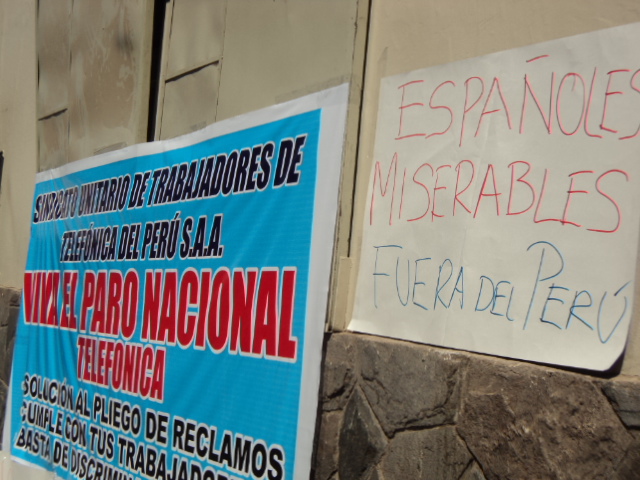 SINDICATO UNITARIO DE TRABAJADORES DE
TELEFÓNICA DEL PERÚ S.A.A.
VIVA EL PARO NACIONAL
TELEFONICA
SOLUCIÓN AL PLIEGO DE RECLAMOS
CUMPLE CON TUS TRABAJADORES
BASTA DE
ESPAÑOLES
MISERABLES
FUERA DEL PERÚ